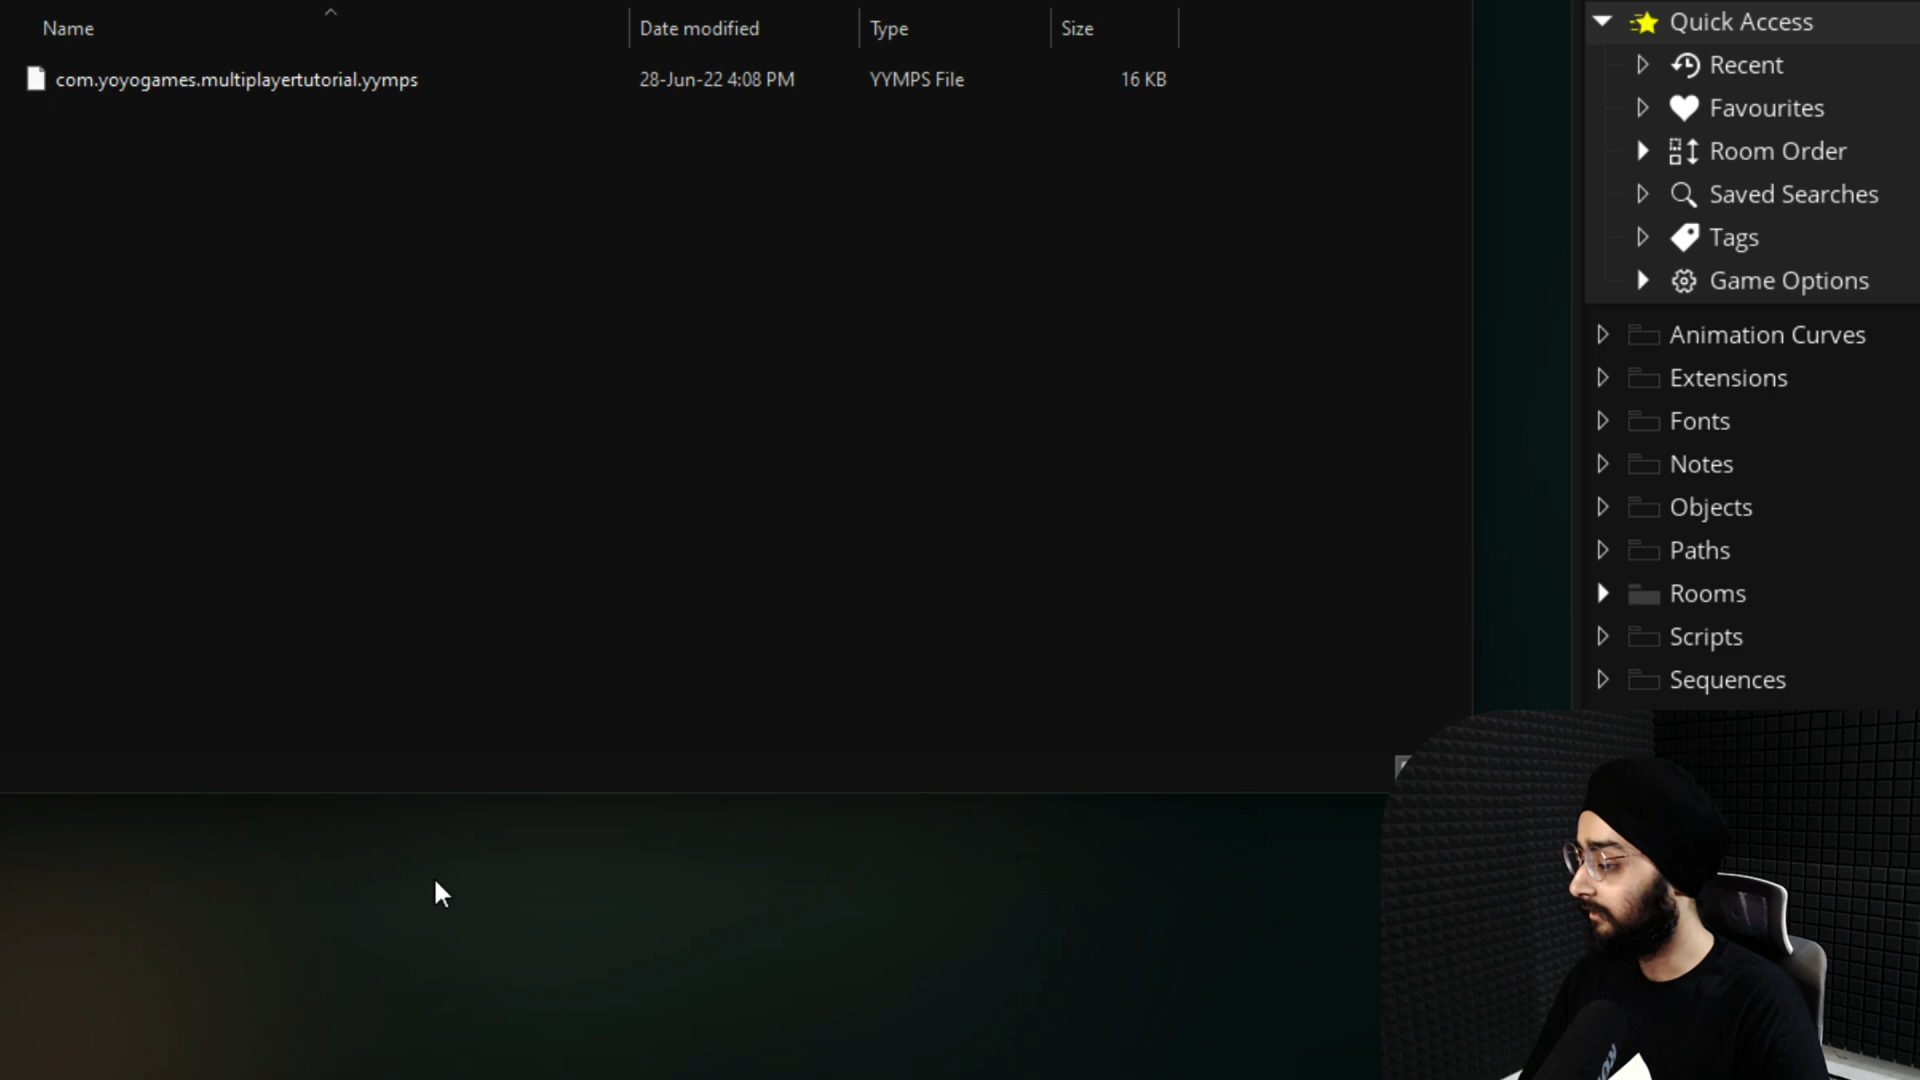 Name Date modified Type Size
com.yoyogames.multiplayertutorial.yymps 28-Jun-22 4:08 PM YYMPS File 16 KB
Quick Access
Recent
Favourites
Room Order
Saved Searches
Tags
Game Options
Animation Curves
Extensions
Fonts
Notes
Objects
Paths
Rooms
Scripts
Sequences